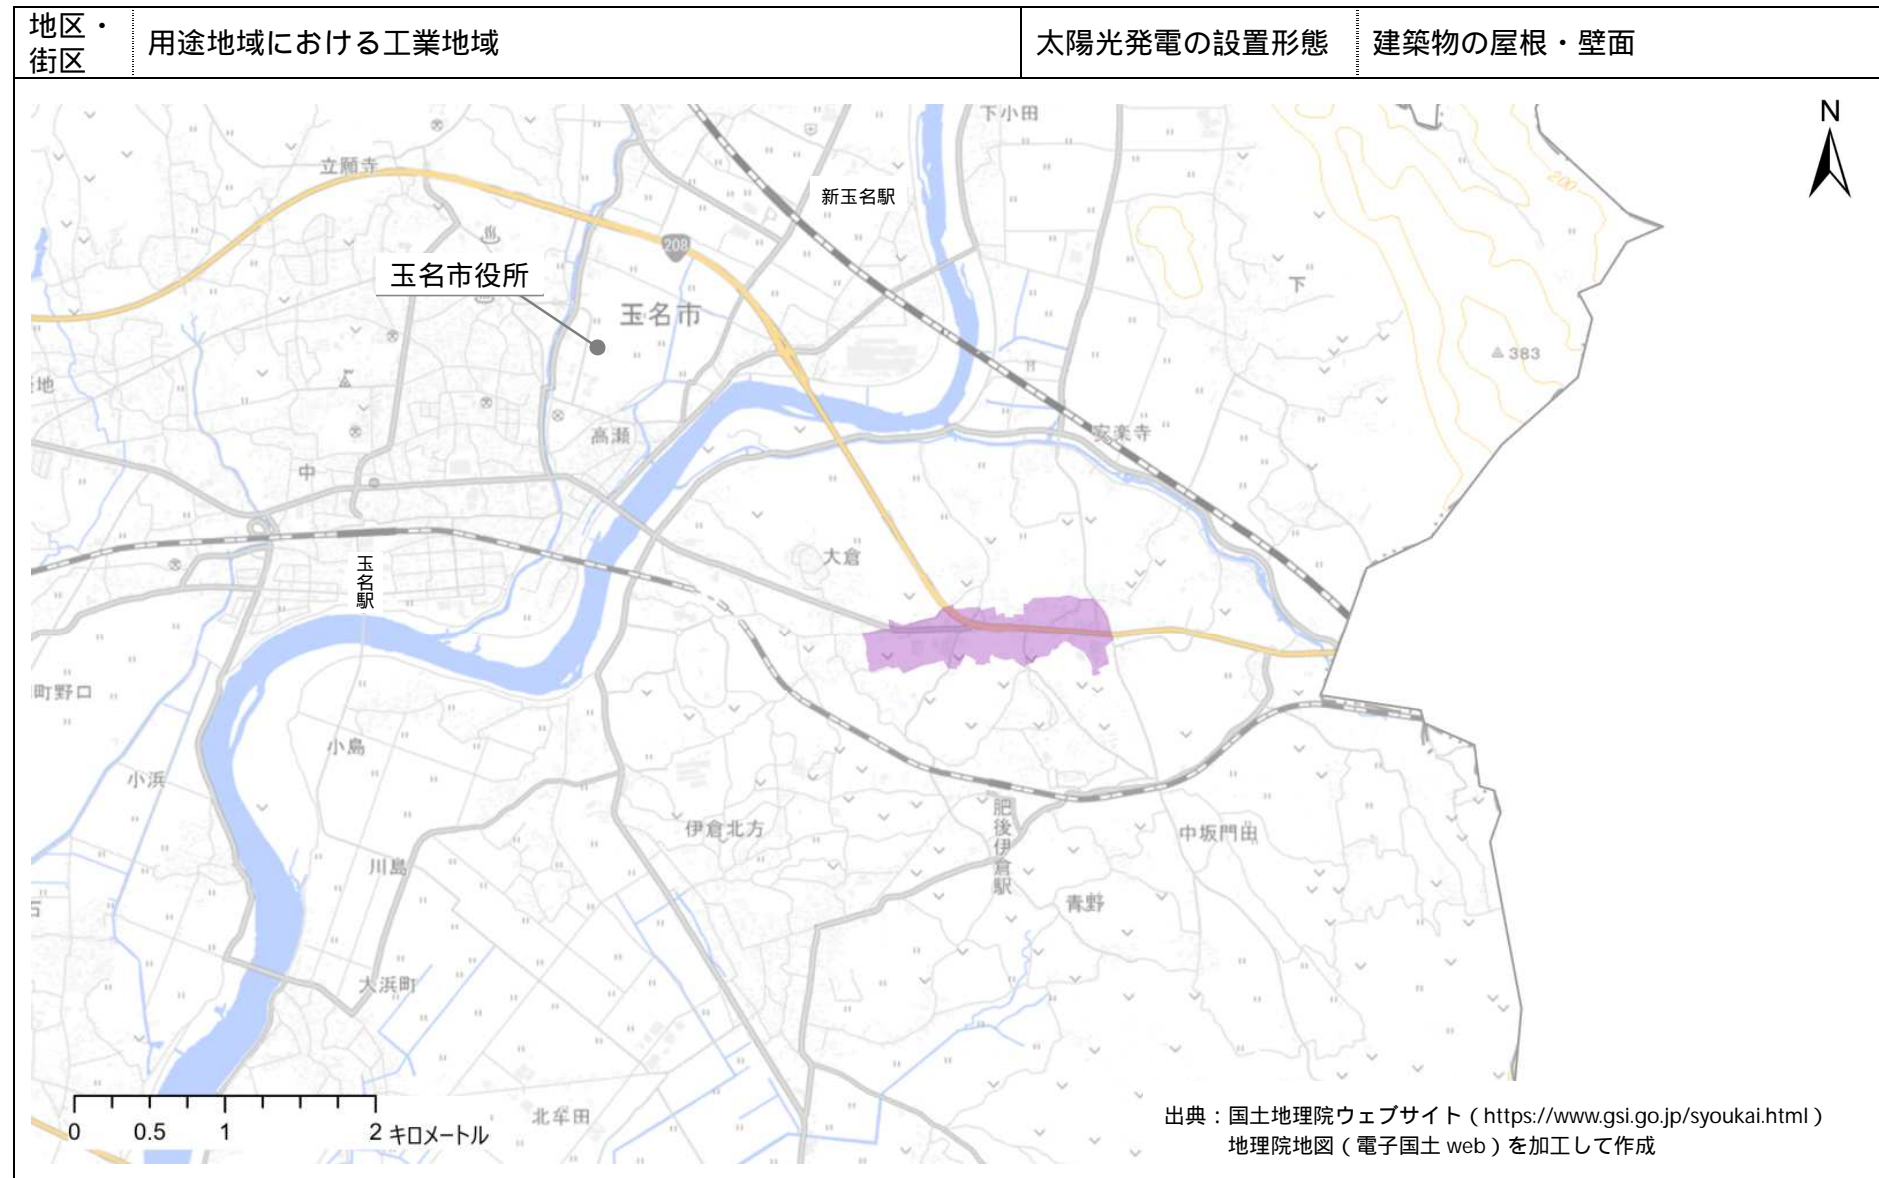 地区・
街区
用途地域における工業地域
太陽光発電の設置形態
建築物の屋根・壁面
N
下小田
立願寺
新玉名駅
200
208
玉名市役所
玉名市
下
383
地
高瀬
安楽寺
中
大倉
玉名駅
町野口
小島
小浜
肥後伊倉駅
伊倉北方
中坂門田
川島
青野
大浜町
北牟田
0 0.5 1 2 キロメートル
出典：国土地理院ウェブサイト（https://www.gsi.go.jp/syoukai.html）
地理院地図（電子国土 web）を加工して作成